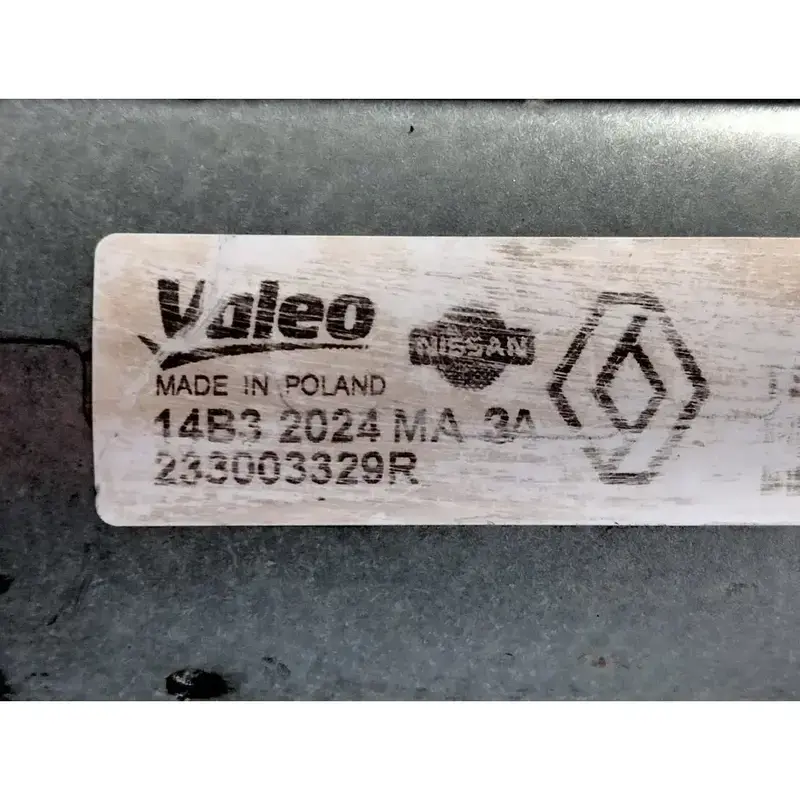 Valeo
NISSAN
MADE IN POLAND
14B3 2024 MA 3A
233003329R